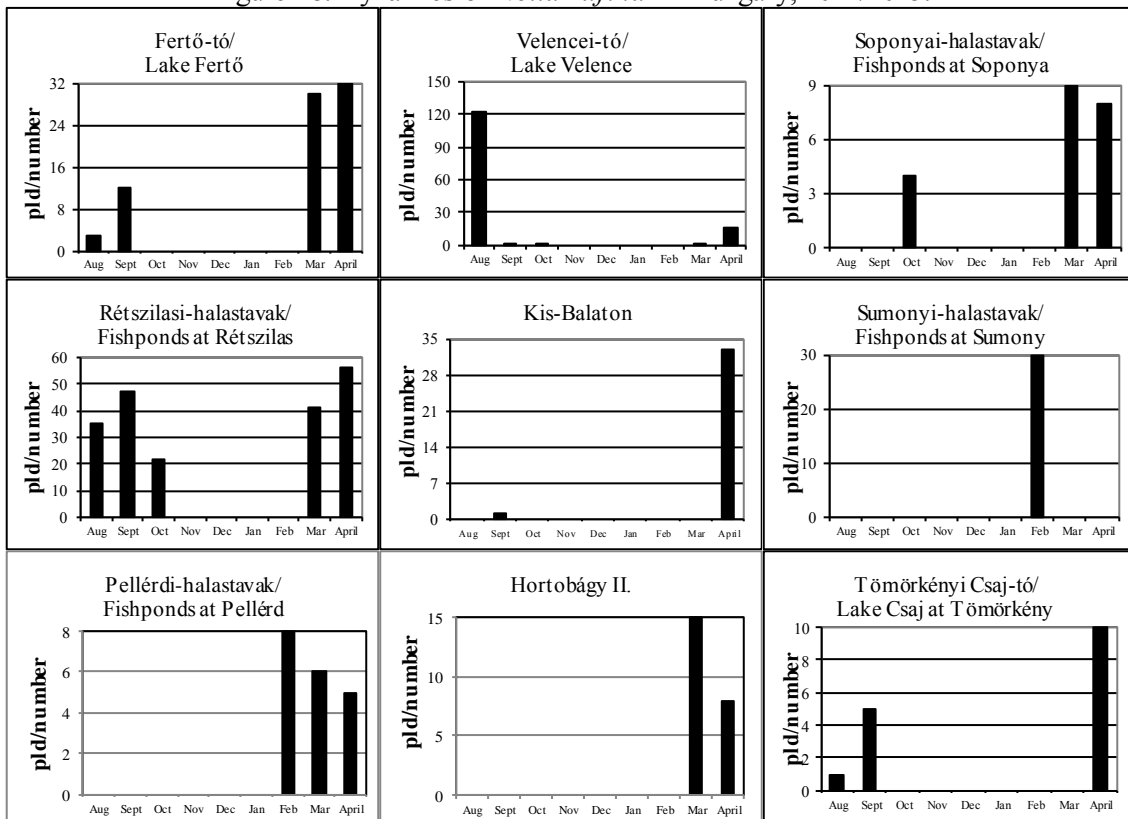 Hungary,
Fertő-tó/
Lake Fertő
pld/number
32
24
16
8
0
Aug Sept Oct Nov Dec Jan Feb Mar April
Velencei-tó/
Lake Velence
pld/number
150
120
90
60
30
0
Aug Sept Oct Nov Dec Jan Feb Mar April
Soponyai-halastavak/
Fishponds at Soponya
pld/number
9
6
3
0
Aug Sept Oct Nov Dec Jan Feb Mar April
Rétszilasi-halastavak/
Fishponds at Rétszilas
pld/number
60
50
40
30
20
10
0
Aug Sept Oct Nov Dec Jan Feb Mar April
Kis-Balaton
pld/number
35
28
21
14
7
0
Aug Sept Oct Nov Dec Jan Feb Mar April
Sumonyi-halastavak/
Fishponds at Sumony
pld/number
30
20
10
0
Aug Sept Oct Nov Dec Jan Feb Mar April
Pellérdi-halastavak/
Fishponds at Pellérd
pld/number
8
6
4
2
0
Aug Sept Oct Nov Dec Jan Feb Mar April
Hortobágy II.
pld/number
15
10
5
0
Aug Sept Oct Nov Dec Jan Feb Mar April
Tömörkényi Csaj-tó/
Lake Csaj at Tömörkény
pld/number
10
8
6
4
2
0
Aug Sept Oct Nov Dec Jan Feb Mar April